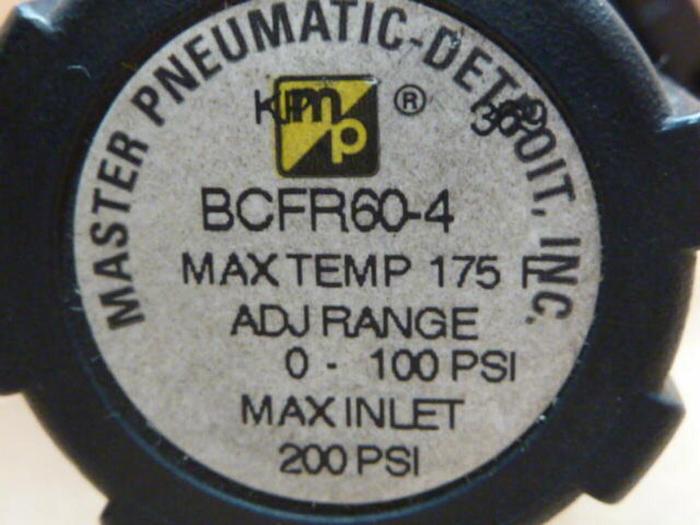 MASTER PNEUMATIC-DETROIT, INC.
mp ®
BCFR60-4
MAX TEMP 175 F
ADJ RANGE
0 - 100 PSI
MAX INLET
200 PSI